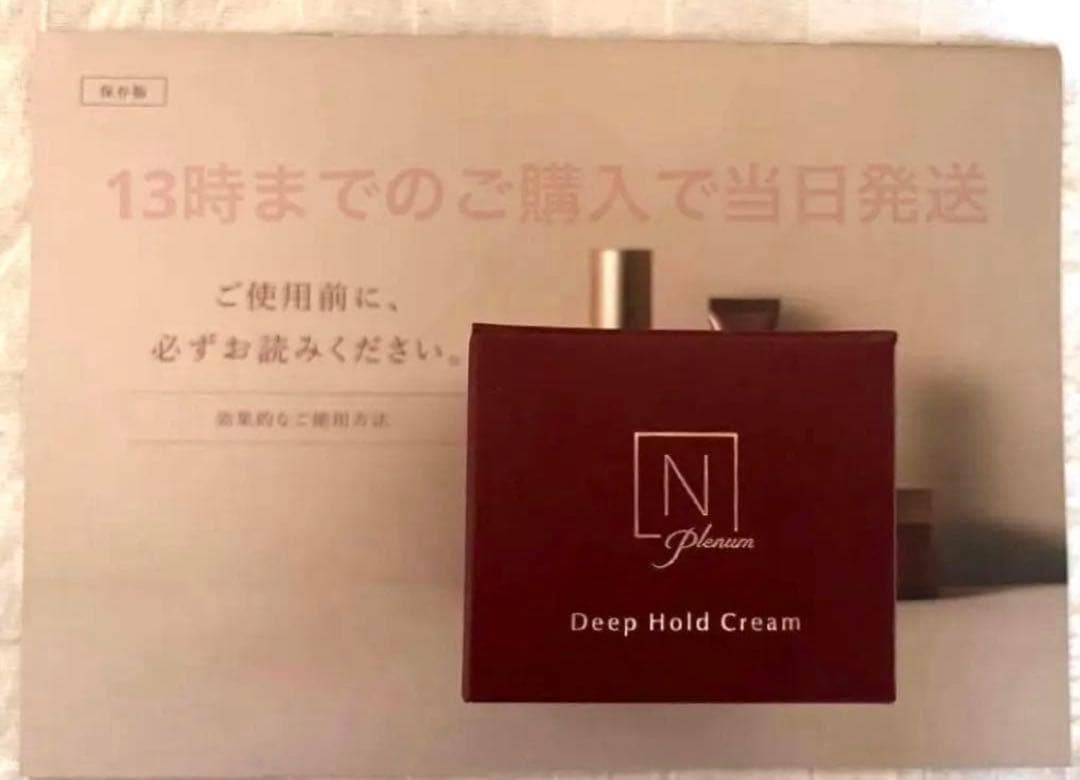 保存版
13時までのご購入で当日発送
ご使用前に、
必ずお読みください。
効果的なご使用方法
N
Plenum
Deep Hold Cream